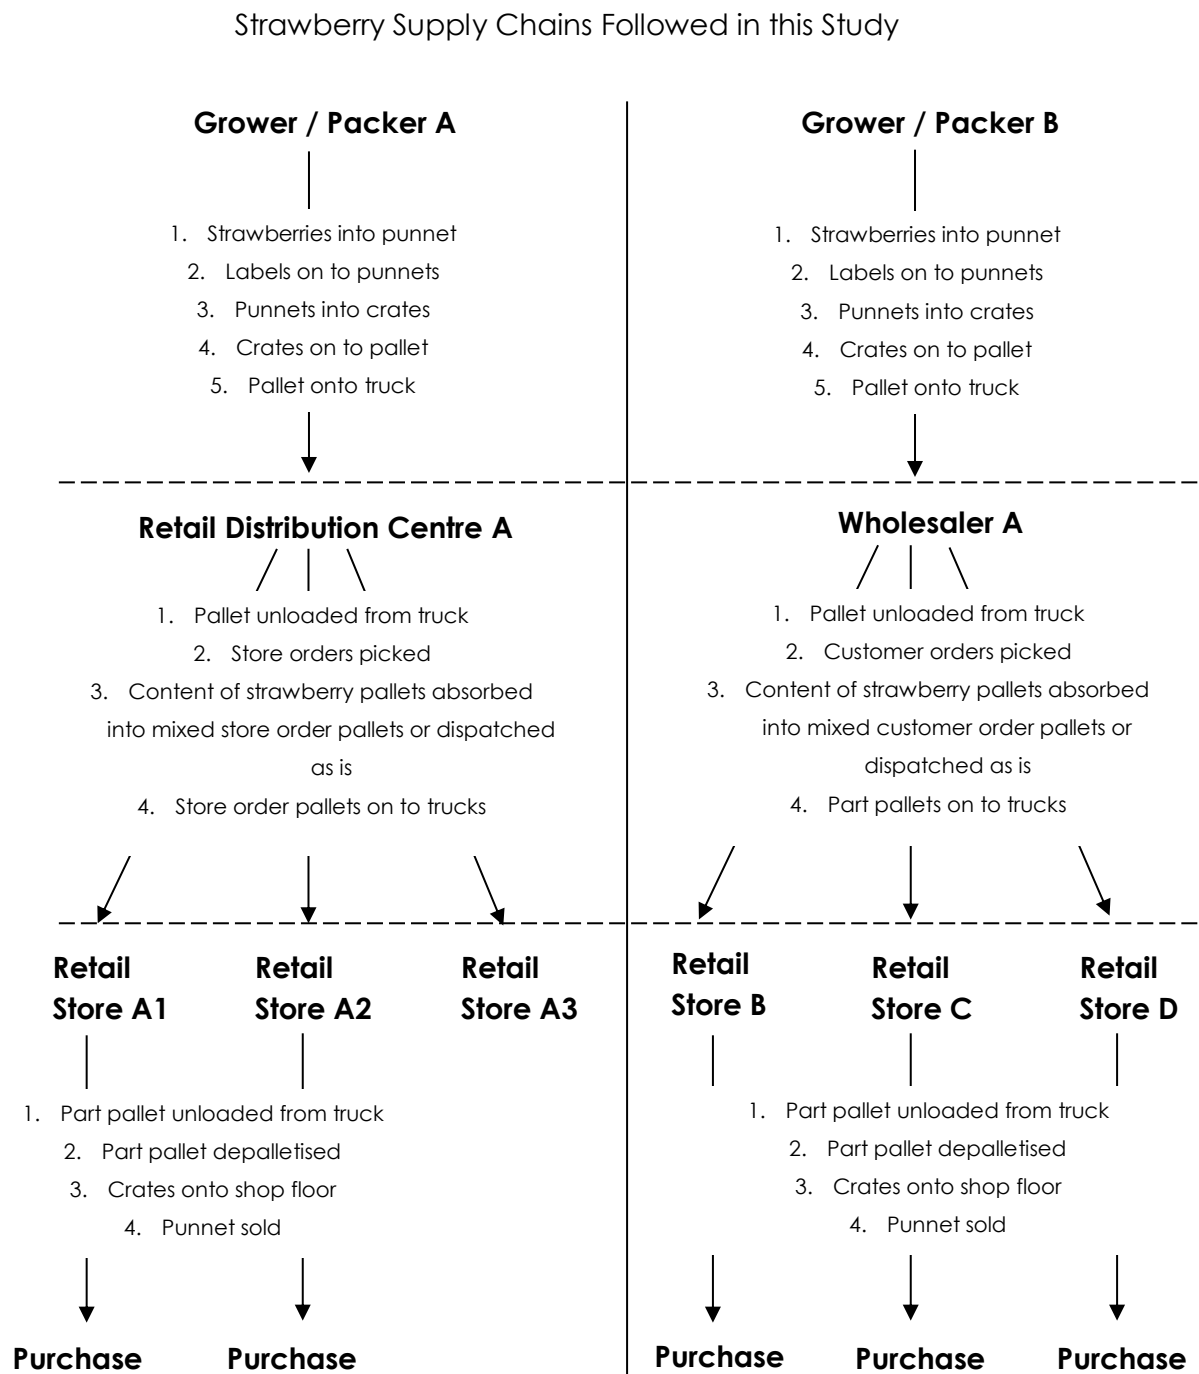 Strawberry Supply Chains Followed in this Study
Grower / Packer A
1. Strawberries into punnet
2. Labels on to punnets
3. Punnets into crates
4. Crates on to pallet
5. Pallet onto truck
Grower / Packer B
1. Strawberries into punnet
2. Labels on to punnets
3. Punnets into crates
4. Crates on to pallet
5. Pallet onto truck
Retail Distribution Centre A
1. Pallet unloaded from truck
2. Store orders picked
3. Content of strawberry pallets absorbed
into mixed store order pallets or dispatched
as is
4. Store order pallets on to trucks
Wholesaler A
1. Pallet unloaded from truck
2. Customer orders picked
3. Content of strawberry pallets absorbed
into mixed customer order pallets or
dispatched as is
4. Part pallets on to trucks
Retail
Store A1
Retail
Store A2
Retail
Store A3
1. Part pallet unloaded from truck
2. Part pallet depalletised
3. Crates onto shop floor
4. Punnet sold
Purchase
Purchase
Retail
Store B
Retail
Store C
Retail
Store D
1. Part pallet unloaded from truck
2. Part pallet depalletised
3. Crates onto shop floor
4. Punnet sold
Purchase
Purchase
Purchase